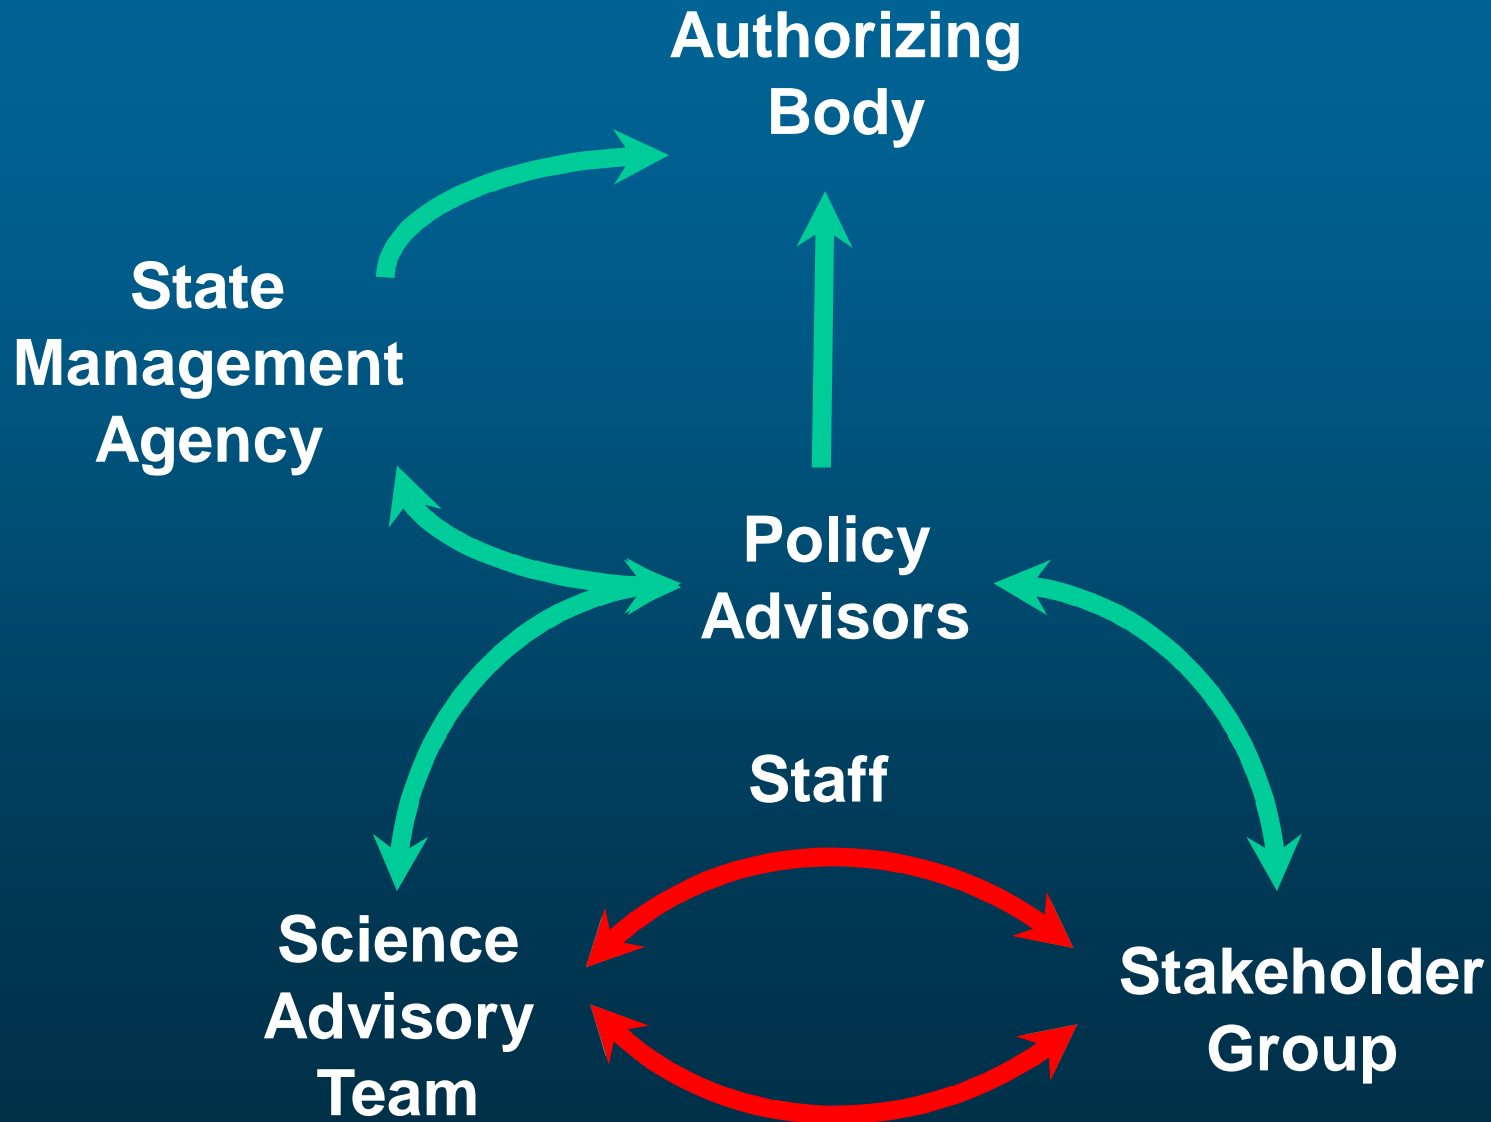 Authorizing
Body
State
Management
Agency
Policy
Advisors
Staff
Science
Advisory
Team
Stakeholder
Group